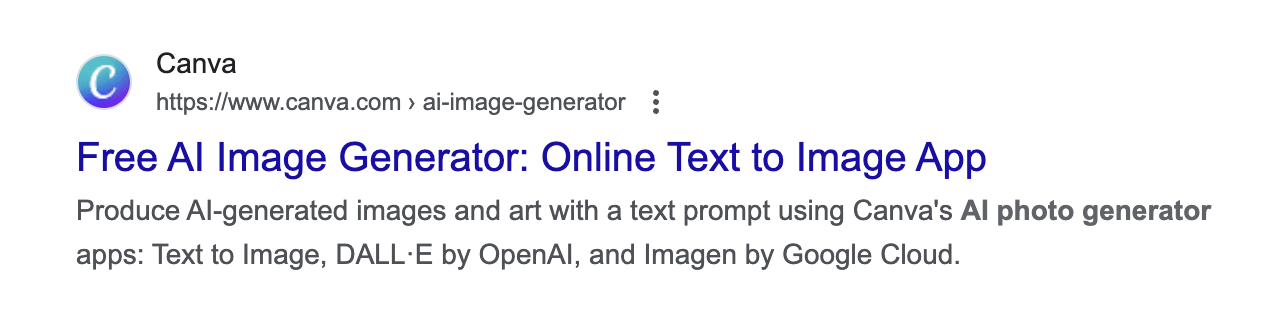 Canva
https://www.canva.com › ai-image-generator
Free AI Image Generator: Online Text to Image App
Produce AI-generated images and art with a text prompt using Canva's AI photo generator
apps: Text to Image, DALL·E by OpenAI, and Imagen by Google Cloud.